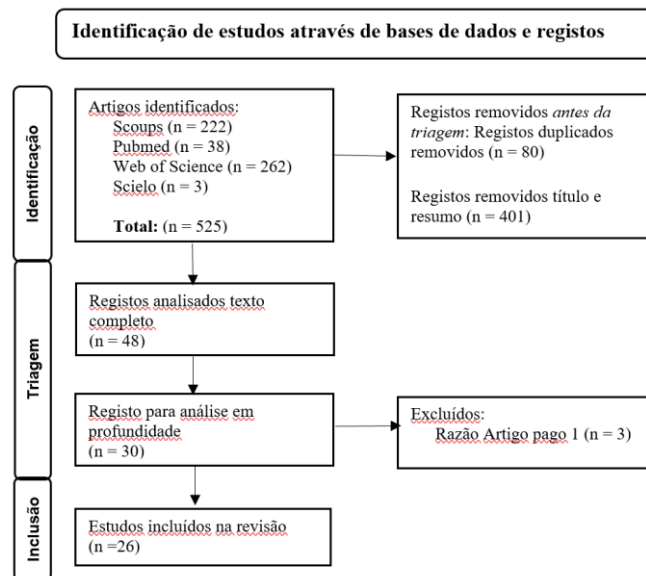 Identificação de estudos através de bases de dados e registos
Identificação
Artigos identificados:
Scoups (n = 222)
Pubmed (n = 38)
Web of Science (n = 262)
Scielo (n = 3)
Total: (n = 525)
Registos removidos antes da
triagem: Registos duplicados
removidos (n = 80)
Registos removidos título e
resumo (n = 401)
Triagem
Registos analisados texto
completo
(n = 48)
Registo para análise em
profundidade
(n = 30)
Excluídos:
Razão Artigo pago 1 (n = 3)
Inclusão
Estudos incluídos na revisão
(n =26)